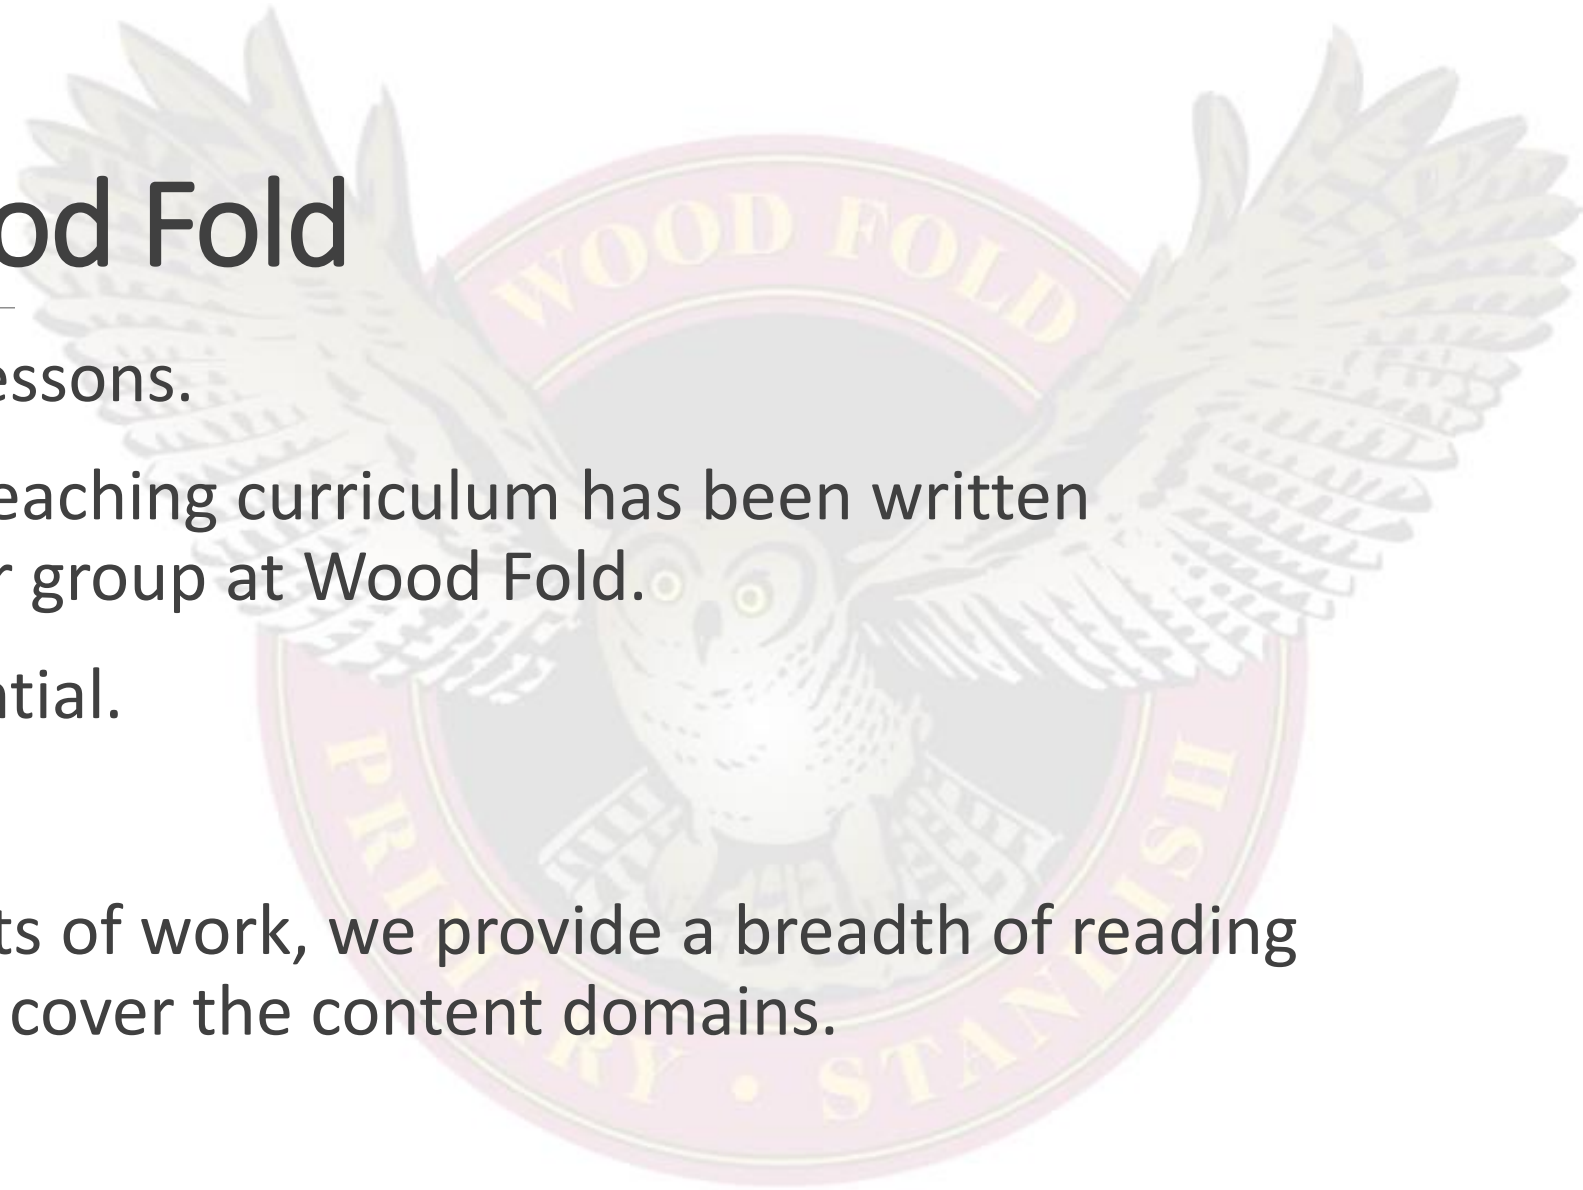 od Fold
essons.
eaching curriculum has been written
r group at Wood Fold.
ntial.
ts of work, we provide a breadth of reading
cover the content domains.
WOOD FOLD
PRIMARY • STANDISH